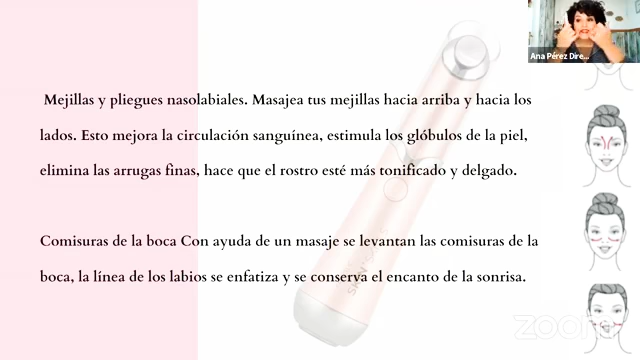 Ana Pérez Dire...
Mejillas y pliegues nasolabiales. Masajea tus mejillas hacia arriba y hacia los
lados. Esto mejora la circulación sanguínea, estimula los glóbulos de la piel,
elimina las arrugas finas, hace que el rostro esté más tonificado y delgado.
Comisuras de la boca Con ayuda de un masaje se levantan las comisuras de la
boca, la línea de los labios se enfatiza y se conserva el encanto de la sonrisa.
zoom